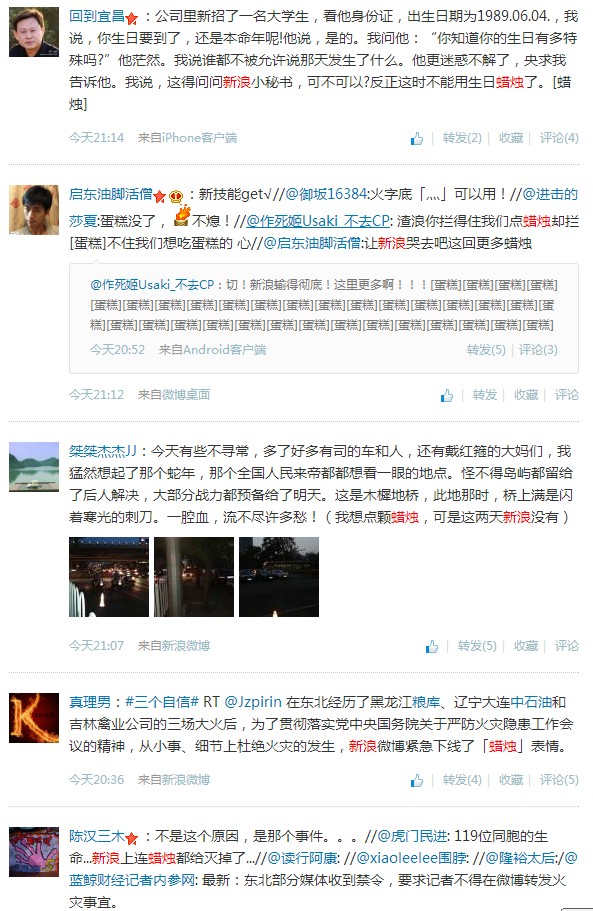 回到宜昌：公司里新招了一名大学生，看他身份证，出生日期为1989.06.04.，我
说，你生日要到了，还是本命年呢!他说，是的。我问他：“你知道你的生日有多特
殊吗?”他茫然。我说谁都不被允许说那天发生了什么。他更迷惑不解了，央求我
告诉他。我说，这得问问新浪小秘书，可不可以?反正这时不能用生日蜡烛了。[蜡
烛]
今天21:14 来自iPhone客户端 转发(2) 收藏 评论(4)
启东油脚活僧：新技能get√//@御坂16384:火字底「灬」可以用！//@进击的
莎夏:蛋糕没了，不熄！//@作死姬Usaki_不去CP: 渣浪你拦得住我们点蜡烛却拦
[蛋糕]不住我们想吃蛋糕的 心//@启东油脚活僧:让新浪哭去吧这回更多蜡烛
@作死姬Usaki_不去CP：切！新浪输得彻底！这里更多啊！！！[蛋糕][蛋糕][蛋糕][蛋糕]
[蛋糕][蛋糕][蛋糕][蛋糕][蛋糕][蛋糕][蛋糕][蛋糕][蛋糕][蛋糕][蛋糕][蛋糕][蛋糕][蛋糕]
[蛋糕][蛋糕][蛋糕][蛋糕][蛋糕][蛋糕][蛋糕][蛋糕][蛋糕][蛋糕][蛋糕][蛋糕][蛋糕][蛋糕]
今天20:52 来自Android客户端 转发(5) 评论(3)
今天21:12 来自微博桌面 转发 收藏 评论
桀桀杰杰JJ：今天有些不寻常，多了好多有司的车和人，还有戴红箍的大妈们，我
猛然想起了那个蛇年，那个全国人民来帝都都想看一眼的地点。怪不得岛屿都留给
了后人解决，大部分战力都预备给了明天。这是木樨地桥，此地那时，桥上满是闪
着寒光的刺刀。一腔血，流不尽许多愁！（我想点颗蜡烛，可是这两天新浪没有）
今天21:07 来自新浪微博 转发(5) 收藏 评论
真理男：#三个自信# RT @Jzpirin 在东北经历了黑龙江粮库、辽宁大连中石油和
吉林禽业公司的三场大火后，为了贯彻落实党中央国务院关于严防火灾隐患工作会
议的精神，从小事、细节上杜绝火灾的发生，新浪微博紧急下线了「蜡烛」表情。
今天20:36 来自新浪微博 转发(4) 收藏 评论(5)
陈汉三木：不是这个原因，是那个事件。。。//@虎门民进: 119位同胞的生
命...新浪上连蜡烛都给灭掉了...//@读行阿康: //@xiaoleelee围脖: //@隆裕太后:/@
蓝鲸财经记者内参网: 最新：东北部分媒体收到禁令，要求记者不得在微博转发火
灾事宜。